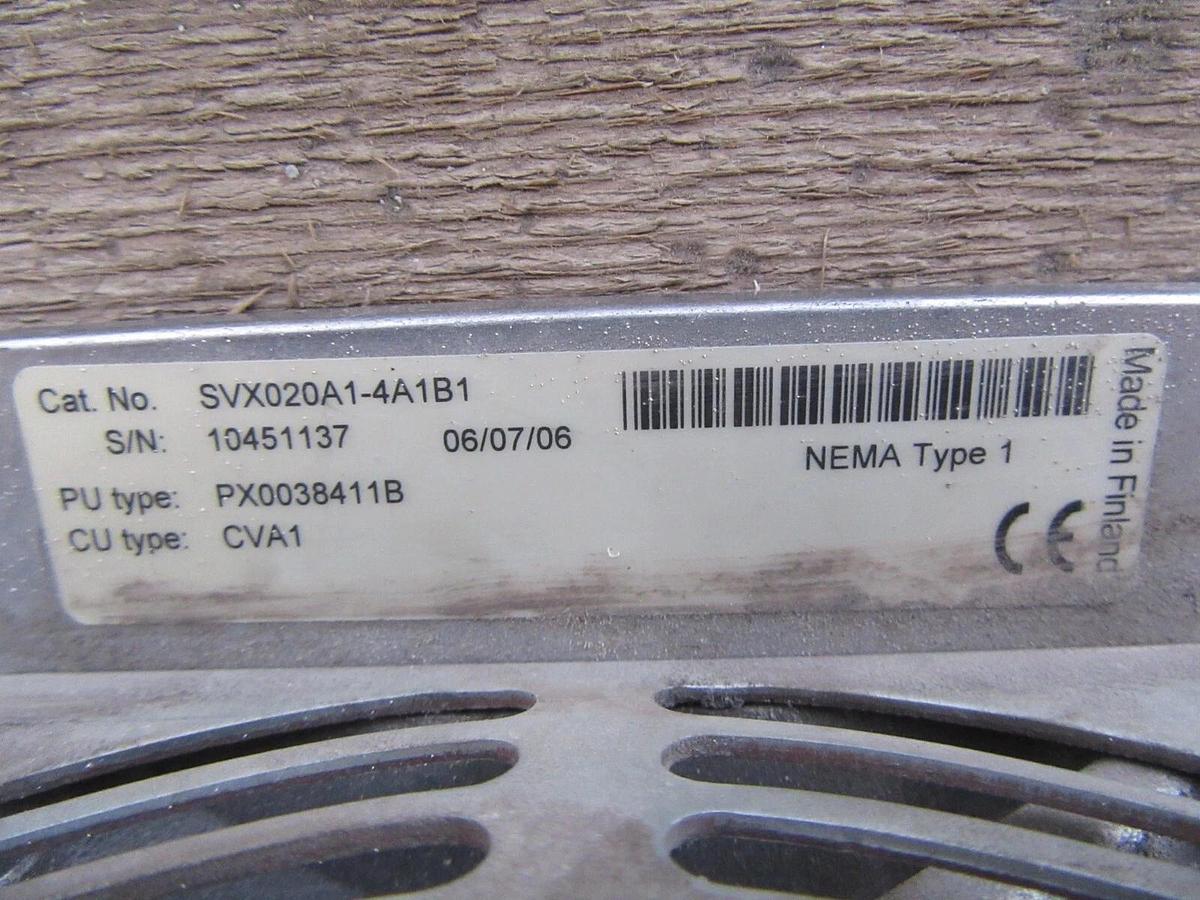 Cat. No. SVX020A1-4A1B1
S/N: 10451137 06/07/06
PU type: PX0038411B
CU type: CVA1
NEMA Type 1
CE
Made in Finland